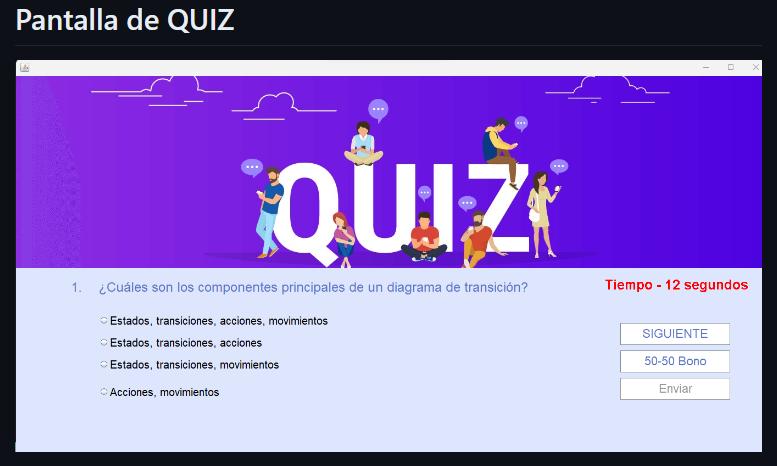 Pantalla de QUIZ
QUIZ
1. ¿Cuáles son los componentes principales de un diagrama de transición?
Tiempo - 12 segundos
Estados, transiciones, acciones, movimientos
Estados, transiciones, acciones
Estados, transiciones, movimientos
Acciones, movimientos
SIGUIENTE
50-50 Bono
Enviar